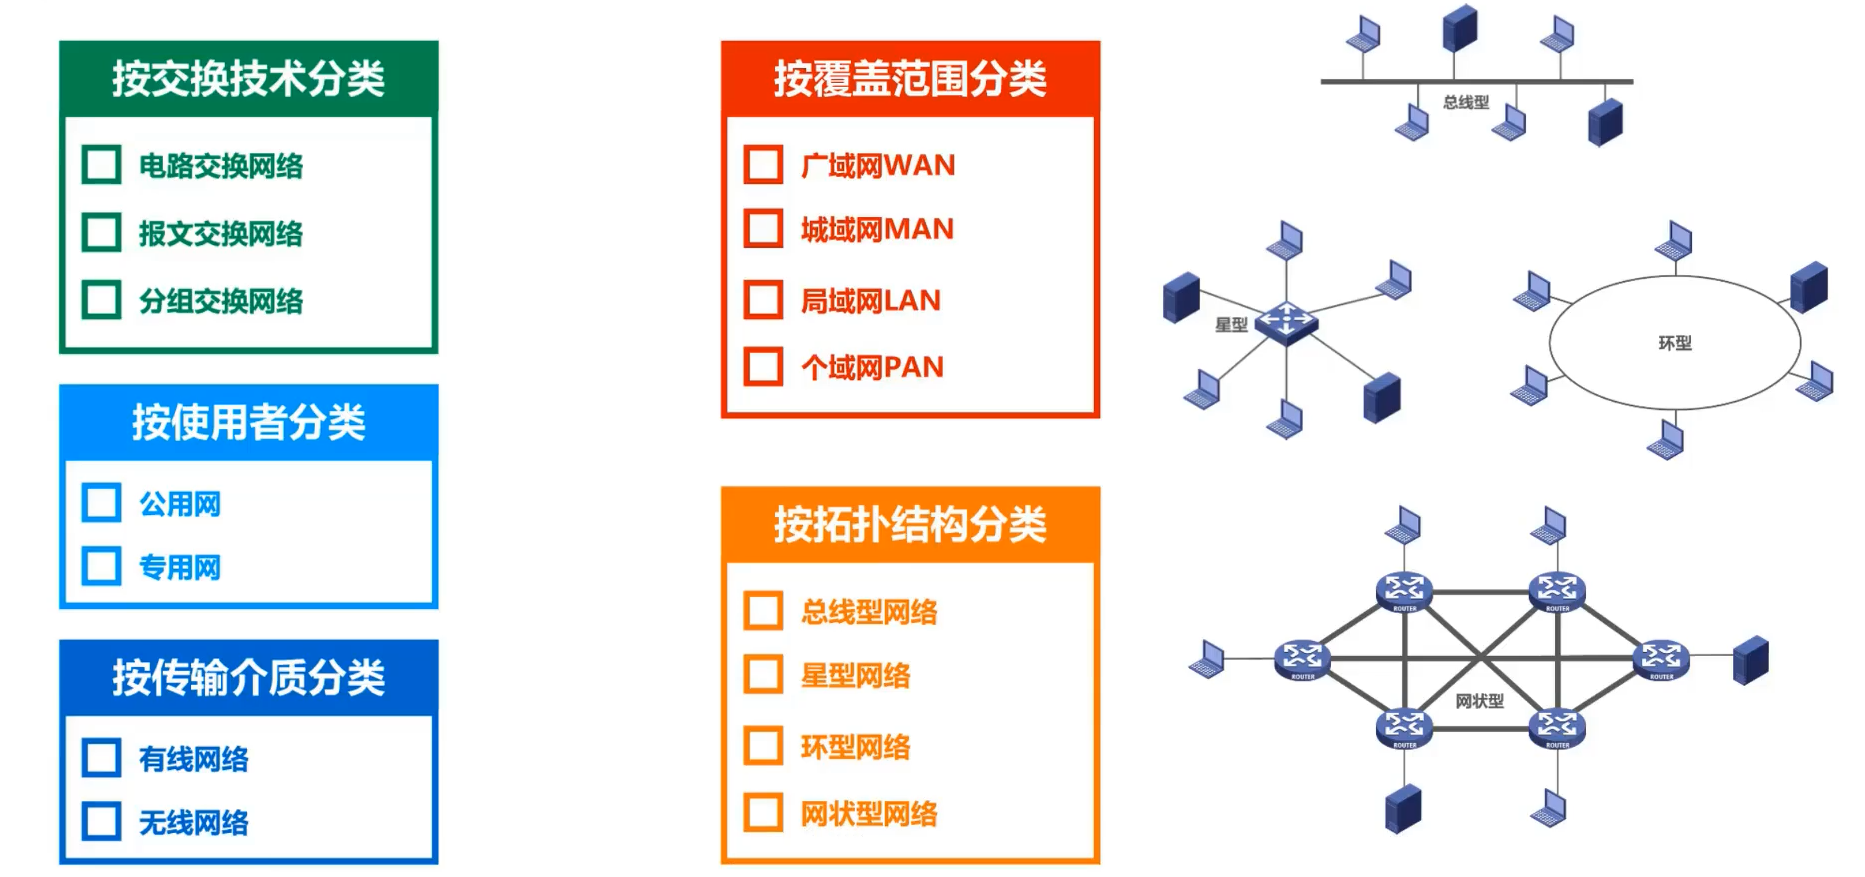 按交换技术分类
电路交换网络
报文交换网络
分组交换网络
按使用者分类
公用网
专用网
按传输介质分类
有线网络
无线网络
按覆盖范围分类
广域网WAN
城域网MAN
局域网LAN
个域网PAN
按拓扑结构分类
总线型网络
星型网络
环型网络
网状型网络
总线型
星型
环型
ROUTER
ROUTER
ROUTER
ROUTER
网状型
ROUTER
ROUTER